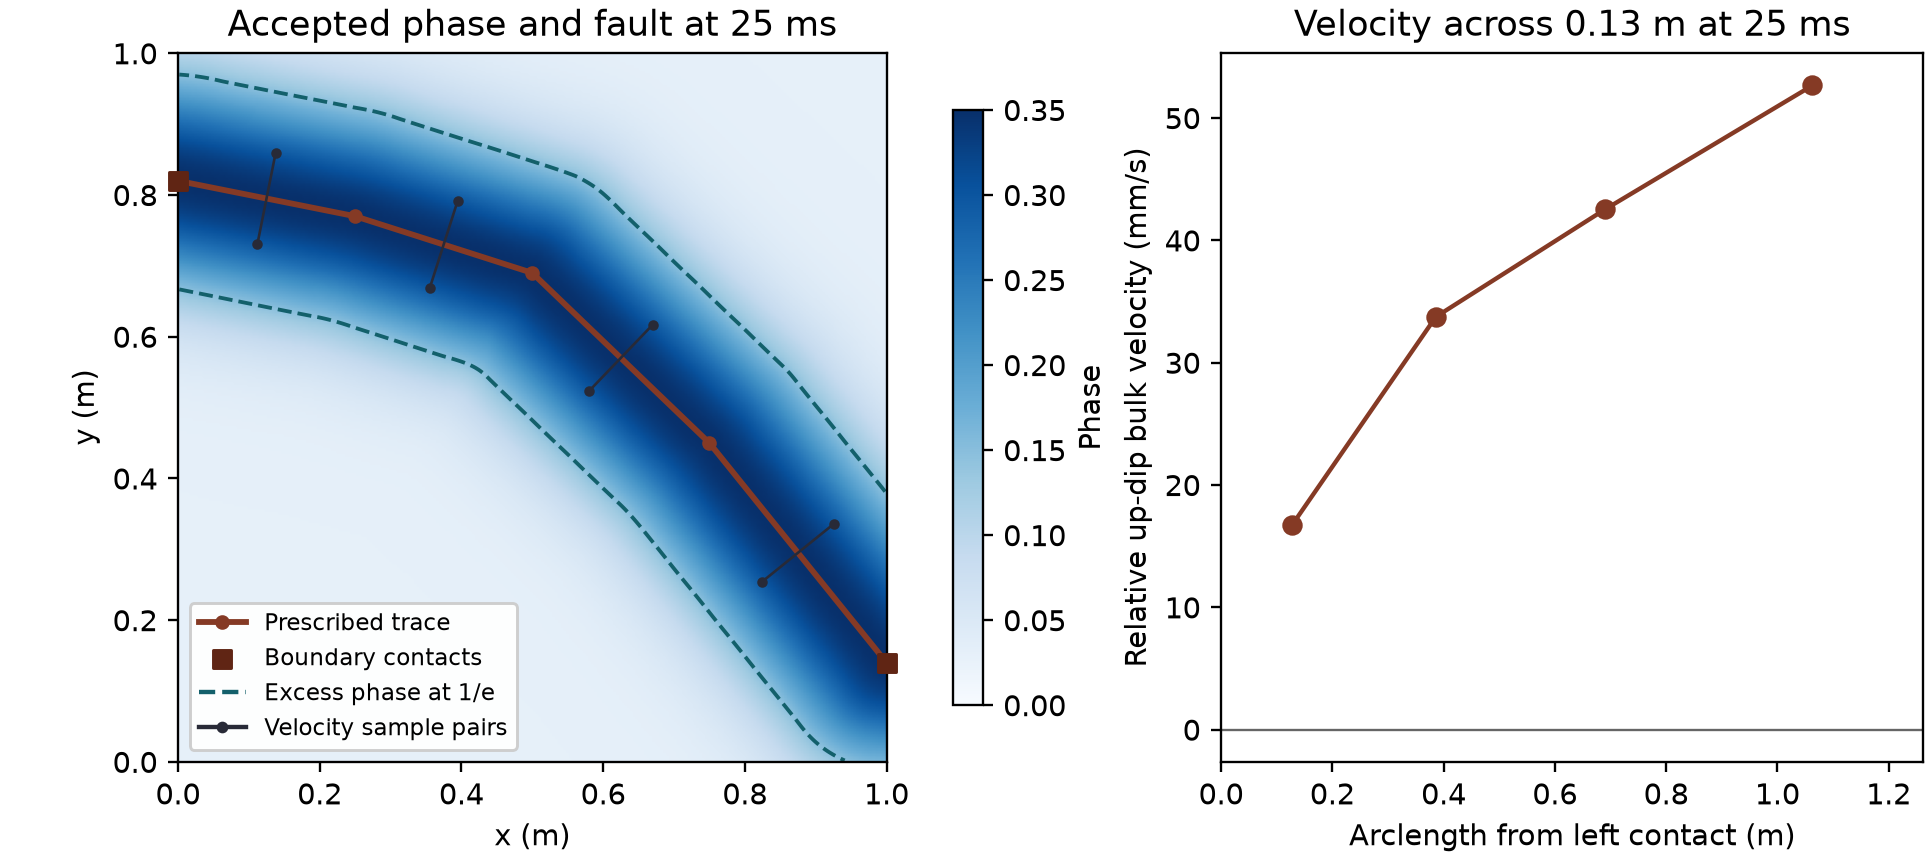 Accepted phase and fault at 25 ms
1.0
0.8
0.6
0.4
0.2
0.0
y (m)
0.0 0.2 0.4 0.6 0.8 1.0
x (m)
Prescribed trace
Boundary contacts
Excess phase at 1/e
Velocity sample pairs
0.35
0.30
0.25
0.20
0.15
0.10
0.05
0.00
Phase
Velocity across 0.13 m at 25 ms
50
40
30
20
10
0
Relative up-dip bulk velocity (mm/s)
0.0 0.2 0.4 0.6 0.8 1.0 1.2
Arclength from left contact (m)